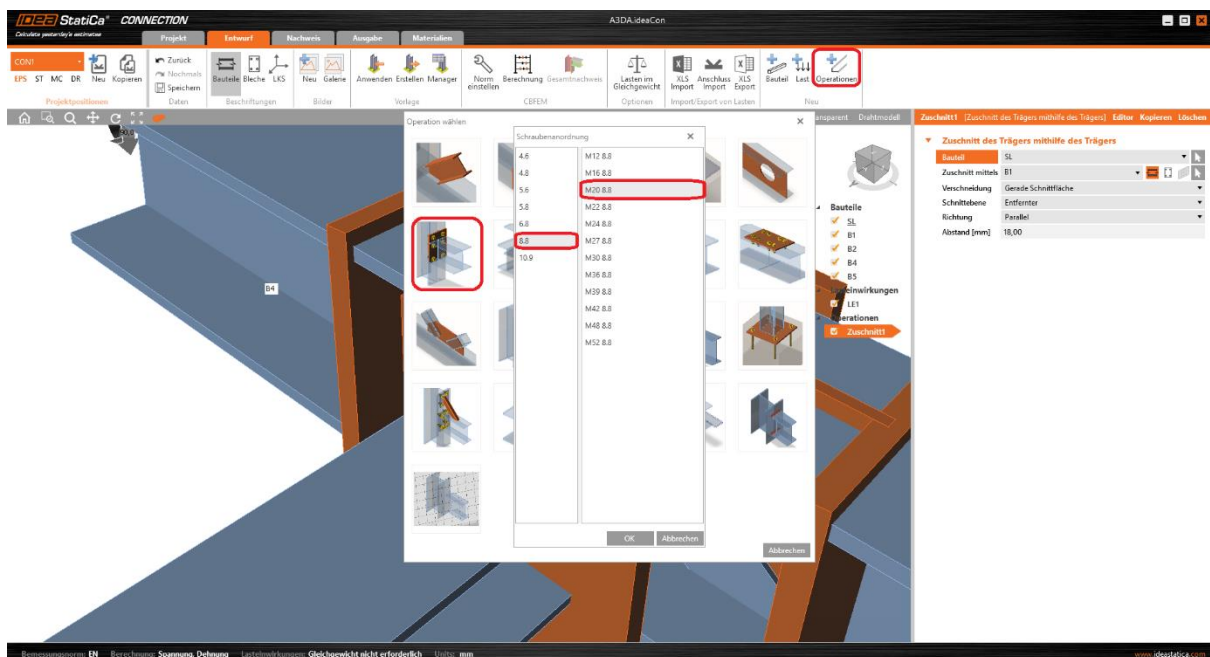 IDEA StatiCa® CONNECTION
A3DA.ideaCon
Calculate yesterday's estimates
Projekt Entwurf Nachweis Ausgabe Materialien
CON1
EPS ST MC DR Neu Kopieren
Zurück
Nochmals
Speichern
Bauteile Bleche LKS Neu Galerie Anwenden Erstellen Manager Norm einstellen Berechnung Gesamtnachweis Lasten im Gleichgewicht XLS Import Anschluss Import XLS Export Bauteil Last Operationen
Projektpositionen Daten Beschriftungen Bilder Vorlage CBFEM Optionen Import/Export von Lasten Neu
Operation wählen
ansparent Drahtmodell
Schraubenanordnung
4.6
4.8
5.6
5.8
6.8
8.8
10.9
M12 8.8
M16 8.8
M20 8.8
M22 8.8
M24 8.8
M27 8.8
M30 8.8
M36 8.8
M39 8.8
M42 8.8
M48 8.8
M52 8.8
OK Abbrechen
Abbrechen
B4
Bauteile
SL
B1
B2
B4
B5
einwirkungen
LE1
erationen
Zuschnitt1
Zuschnitt1 [Zuschnitt des Trägers mithilfe des Trägers] Editor Kopieren Löschen
Zuschnitt des Trägers mithilfe des Trägers
Bauteil SL
Zuschnitt mittels B1
Verschneidung Gerade Schnittfläche
Schnittebene Entfernter
Richtung Parallel
Abstand [mm] 18,00
Bemessungsnorm: EN Berechnung: Spannung, Dehnung Lasteinwirkungen: Gleichgewicht nicht erforderlich Units: mm
www.ideastatica.com